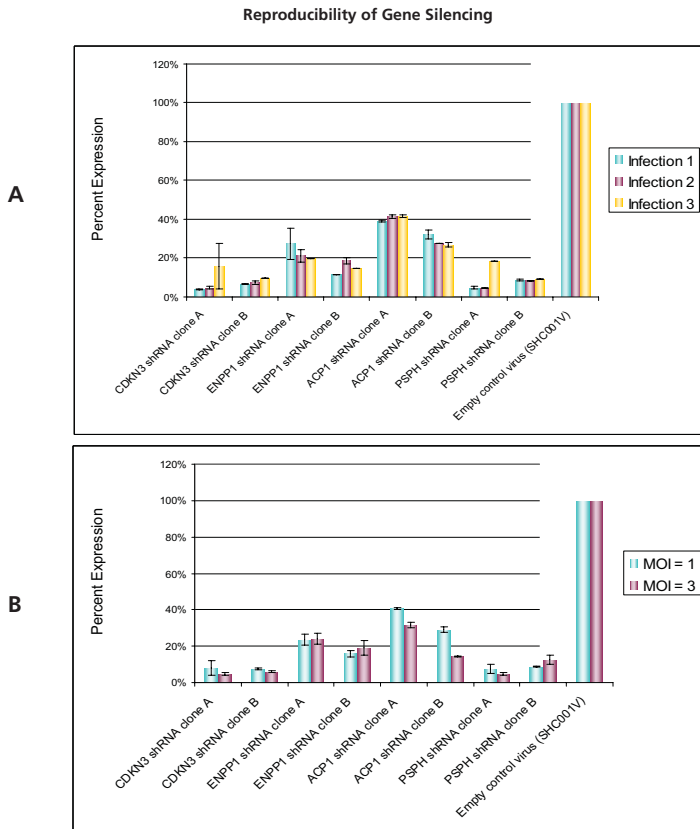 Reproducibility of Gene Silencing
A
Percent Expression
120%
100%
80%
60%
40%
20%
0%
CDKN3 shRNA clone A
CDKN3 shRNA clone B
ENPP1 shRNA clone A
ENPP1 shRNA clone B
ACP1 shRNA clone A
ACP1 shRNA clone B
PSPH shRNA clone A
PSPH shRNA clone B
Empty control virus (SHC001V)
Infection 1
Infection 2
Infection 3
B
Percent Expression
120%
100%
80%
60%
40%
20%
0%
CDKN3 shRNA clone A
CDKN3 shRNA clone B
ENPP1 shRNA clone A
ENPP1 shRNA clone B
ACP1 shRNA clone A
ACP1 shRNA clone B
PSPH shRNA clone A
PSPH shRNA clone B
Empty control virus (SHC001V)
MOI = 1
MOI = 3